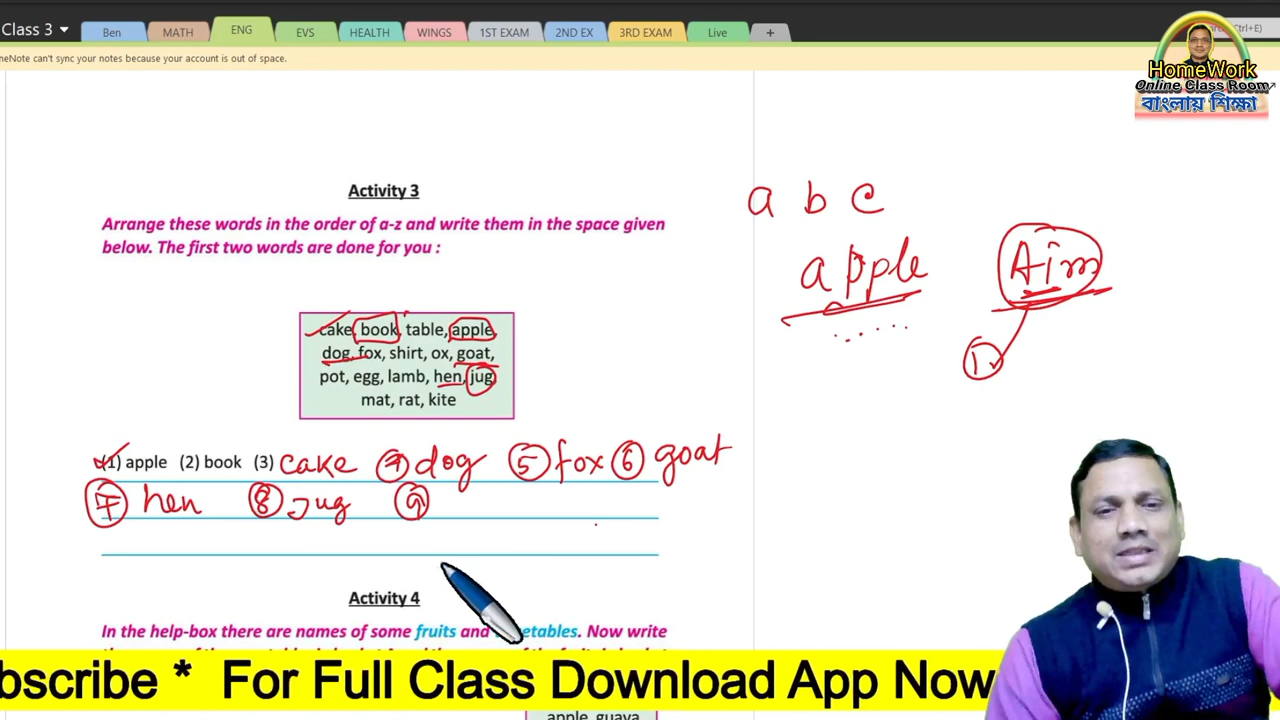 Class 3 Ben MATH ENG EVS HEALTH WINGS 1ST EXAM 2ND EX 3RD EXAM Live +
Ctrl+E)
neNote can't sync your notes because your account is out of space.
HomeWork
Online Class Room
বাংলায় শিক্ষা
Activity 3
Arrange these words in the order of a-z and write them in the space given
below. The first two words are done for you :
a b c
apple Aim
1
cake, book, table, apple,
dog, fox, shirt, ox, goat,
pot, egg, lamb, hen, jug,
mat, rat, kite
(1) apple (2) book (3) cake 4 dog 5 fox 6 goat
7 hen 8 jug 9
Activity 4
In the help-box there are names of some fruits and etables. Now write
bscribe * For Full Class Download App Now
apple, guava